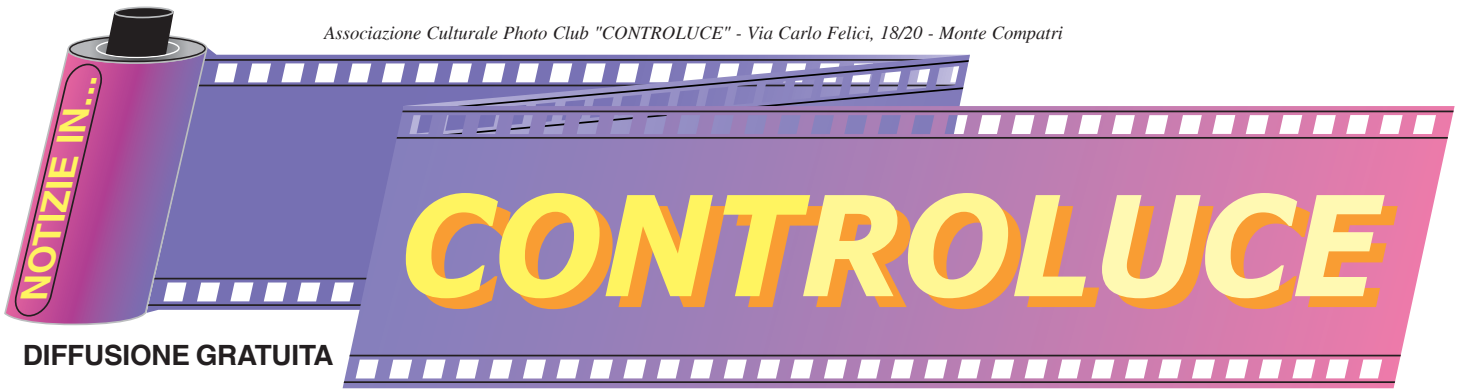 Associazione Culturale Photo Club "CONTROLUCE" - Via Carlo Felici, 18/20 - Monte Compatri
NOTIZIE IN...
CONTROLUCE
DIFFUSIONE GRATUITA